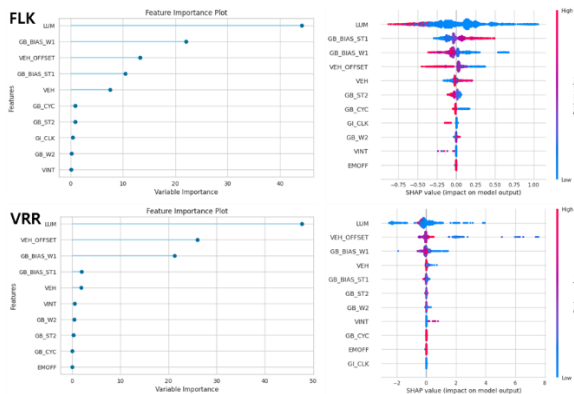 FLK
Feature Importance Plot
LUM
GB_BIAS_W1
VEH_OFFSET
GB_BIAS_ST1
VEH
GB_CYC
GB_ST2
GI_CLK
GB_W2
VINT
Features
0 10 20 30 40
Variable Importance
LUM
GB_BIAS_ST1
GB_BIAS_W1
VEH_OFFSET
VEH
GB_ST2
GB_CYC
GI_CLK
GB_W2
VINT
EMOFF
High
Low
-0.75 -0.50 -0.25 0.00 0.25 0.50 0.75 1.00
SHAP value (impact on model output)
VRR
Feature Importance Plot
LUM
VEH_OFFSET
GB_BIAS_W1
GB_BIAS_ST1
VEH
VINT
GB_W2
GB_ST2
GB_CYC
EMOFF
Features
0 10 20 30 40 50
Variable Importance
LUM
VEH_OFFSET
GB_BIAS_W1
VEH
GB_BIAS_ST1
GB_ST2
GB_W2
VINT
GB_CYC
EMOFF
GI_CLK
High
Low
-2 0 2 4 6 8
SHAP value (impact on model output)